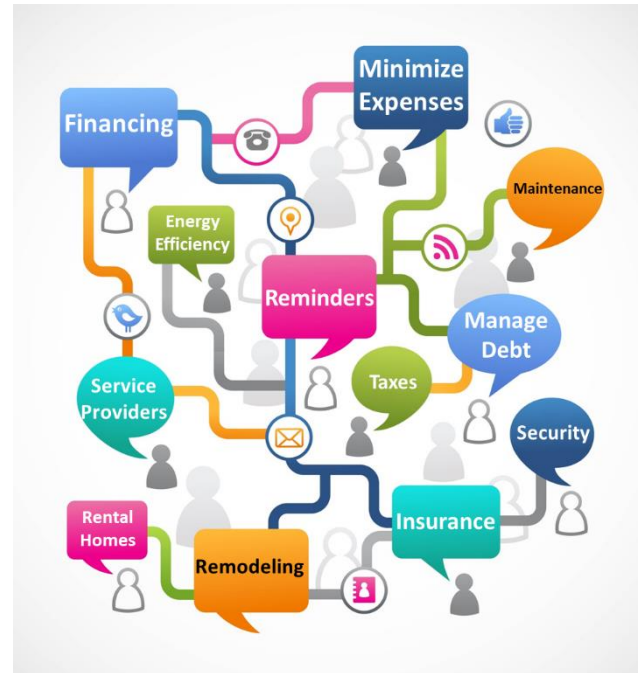 Minimize
Expenses
Financing
Maintenance
Energy
Efficiency
Reminders
Manage
Debt
Taxes
Service
Providers
Security
Insurance
Rental
Homes
Remodeling